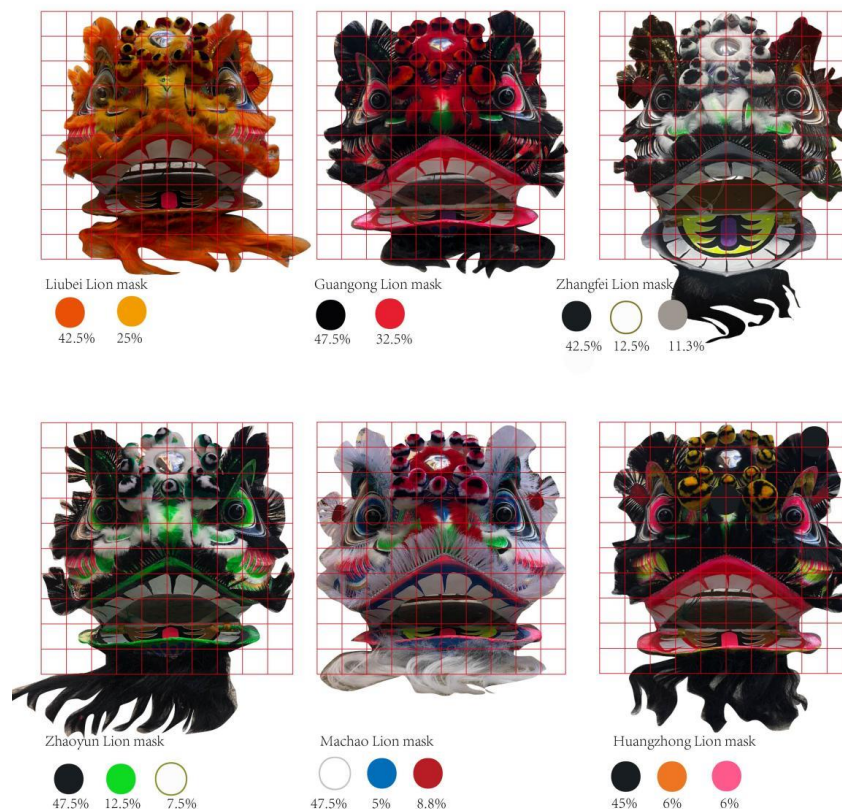 Liubei Lion mask
42.5% 25%
Guangong Lion mask
47.5% 32.5%
Zhangfei Lion mask
42.5% 12.5% 11.3%
Zhaoyun Lion mask
47.5% 12.5% 7.5%
Machao Lion mask
47.5% 5% 8.8%
Huangzhong Lion mask
45% 6% 6%